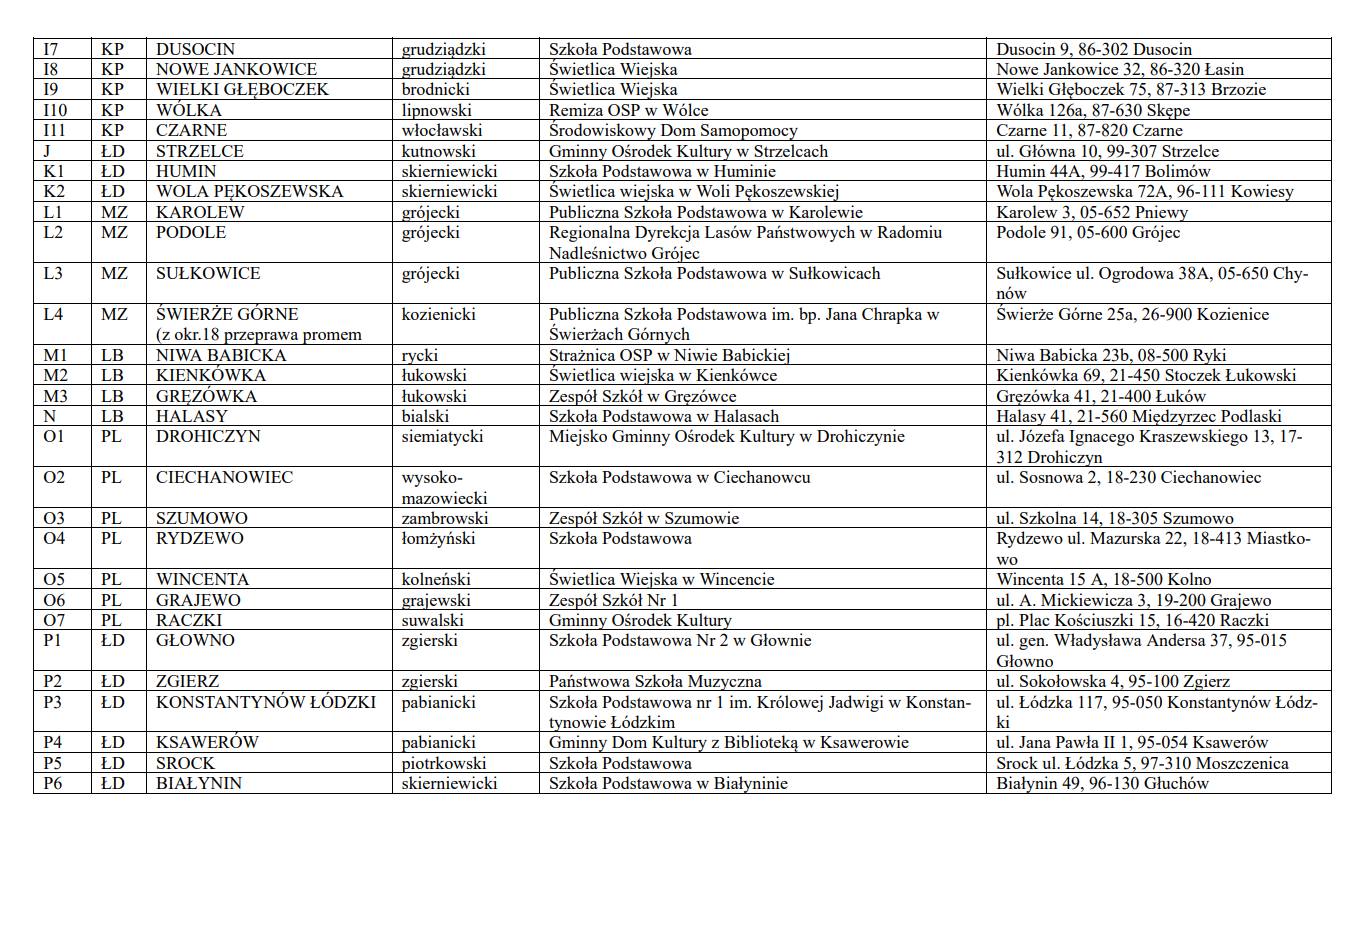 I7 KP DUSOCIN grudziądzki Szkoła Podstawowa Dusocin 9, 86-302 Dusocin
I8 KP NOWE JANKOWICE grudziądzki Świetlica Wiejska Nowe Jankowice 32, 86-320 Łasin
I9 KP WIELKI GŁĘBOCZEK brodnicki Świetlica Wiejska Wielki Głęboczek 75, 87-313 Brzozie
I10 KP WÓLKA lipnowski Remiza OSP w Wólce Wólka 126a, 87-630 Skępe
I11 KP CZARNE włocławski Środowiskowy Dom Samopomocy Czarne 11, 87-820 Czarne
J ŁD STRZELCE kutnowski Gminny Ośrodek Kultury w Strzelcach ul. Główna 10, 99-307 Strzelce
K1 ŁD HUMIN skierniewicki Szkoła Podstawowa w Huminie Humin 44A, 99-417 Bolimów
K2 ŁD WOLA PĘKOSZEWSKA skierniewicki Świetlica wiejska w Woli Pękoszewskiej Wola Pękoszewska 72A, 96-111 Kowiesy
L1 MZ KAROLEW grójecki Publiczna Szkoła Podstawowa w Karolewie Karolew 3, 05-652 Pniewy
L2 MZ PODOLE grójecki Regionalna Dyrekcja Lasów Państwowych w Radomiu Podole 91, 05-600 Grójec
Nadleśnictwo Grójec
L3 MZ SUŁKOWICE grójecki Publiczna Szkoła Podstawowa w Sułkowicach Sułkowice ul. Ogrodowa 38A, 05-650 Chy-
nów
L4 MZ ŚWIERŻE GÓRNE kozienicki Publiczna Szkoła Podstawowa im. bp. Jana Chrapka w Świerże Górne 25a, 26-900 Kozienice
(z okr.18 przeprawa promem Świerżach Górnych
M1 LB NIWA BABICKA rycki Strażnica OSP w Niwie Babickiej Niwa Babicka 23b, 08-500 Ryki
M2 LB KIENKÓWKA łukowski Świetlica wiejska w Kienkówce Kienkówka 69, 21-450 Stoczek Łukowski
M3 LB GRĘZÓWKA łukowski Zespół Szkół w Gręzówce Gręzówka 41, 21-400 Łuków
N LB HALASY bialski Szkoła Podstawowa w Halasach Halasy 41, 21-560 Międzyrzec Podlaski
O1 PL DROHICZYN siemiatycki Miejsko Gminny Ośrodek Kultury w Drohiczynie ul. Józefa Ignacego Kraszewskiego 13, 17-
312 Drohiczyn
O2 PL CIECHANOWIEC wysoko- Szkoła Podstawowa w Ciechanowcu ul. Sosnowa 2, 18-230 Ciechanowiec
mazowiecki
O3 PL SZUMOWO zambrowski Zespół Szkół w Szumowie ul. Szkolna 14, 18-305 Szumowo
O4 PL RYDZEWO łomżyński Szkoła Podstawowa Rydzewo ul. Mazurska 22, 18-413 Miastko-
wo
O5 PL WINCENTA kolneński Świetlica Wiejska w Wincencie Wincenta 15 A, 18-500 Kolno
O6 PL GRAJEWO grajewski Zespół Szkół Nr 1 ul. A. Mickiewicza 3, 19-200 Grajewo
O7 PL RACZKI suwalski Gminny Ośrodek Kultury pl. Plac Kościuszki 15, 16-420 Raczki
P1 ŁD GŁOWNO zgierski Szkoła Podstawowa Nr 2 w Głownie ul. gen. Władysława Andersa 37, 95-015
Głowno
P2 ŁD ZGIERZ zgierski Państwowa Szkoła Muzyczna ul. Sokołowska 4, 95-100 Zgierz
P3 ŁD KONSTANTYNÓW ŁÓDZKI pabianicki Szkoła Podstawowa nr 1 im. Królowej Jadwigi w Konstan- ul. Łódzka 117, 95-050 Konstantynów Łódz-
tynowie Łódzkim ki
P4 ŁD KSAWERÓW pabianicki Gminny Dom Kultury z Biblioteką w Ksawerowie ul. Jana Pawła II 1, 95-054 Ksawerów
P5 ŁD SROCK piotrkowski Szkoła Podstawowa Srock ul. Łódzka 5, 97-310 Moszczenica
P6 ŁD BIAŁYNIN skierniewicki Szkoła Podstawowa w Białyninie Białynin 49, 96-130 Głuchów